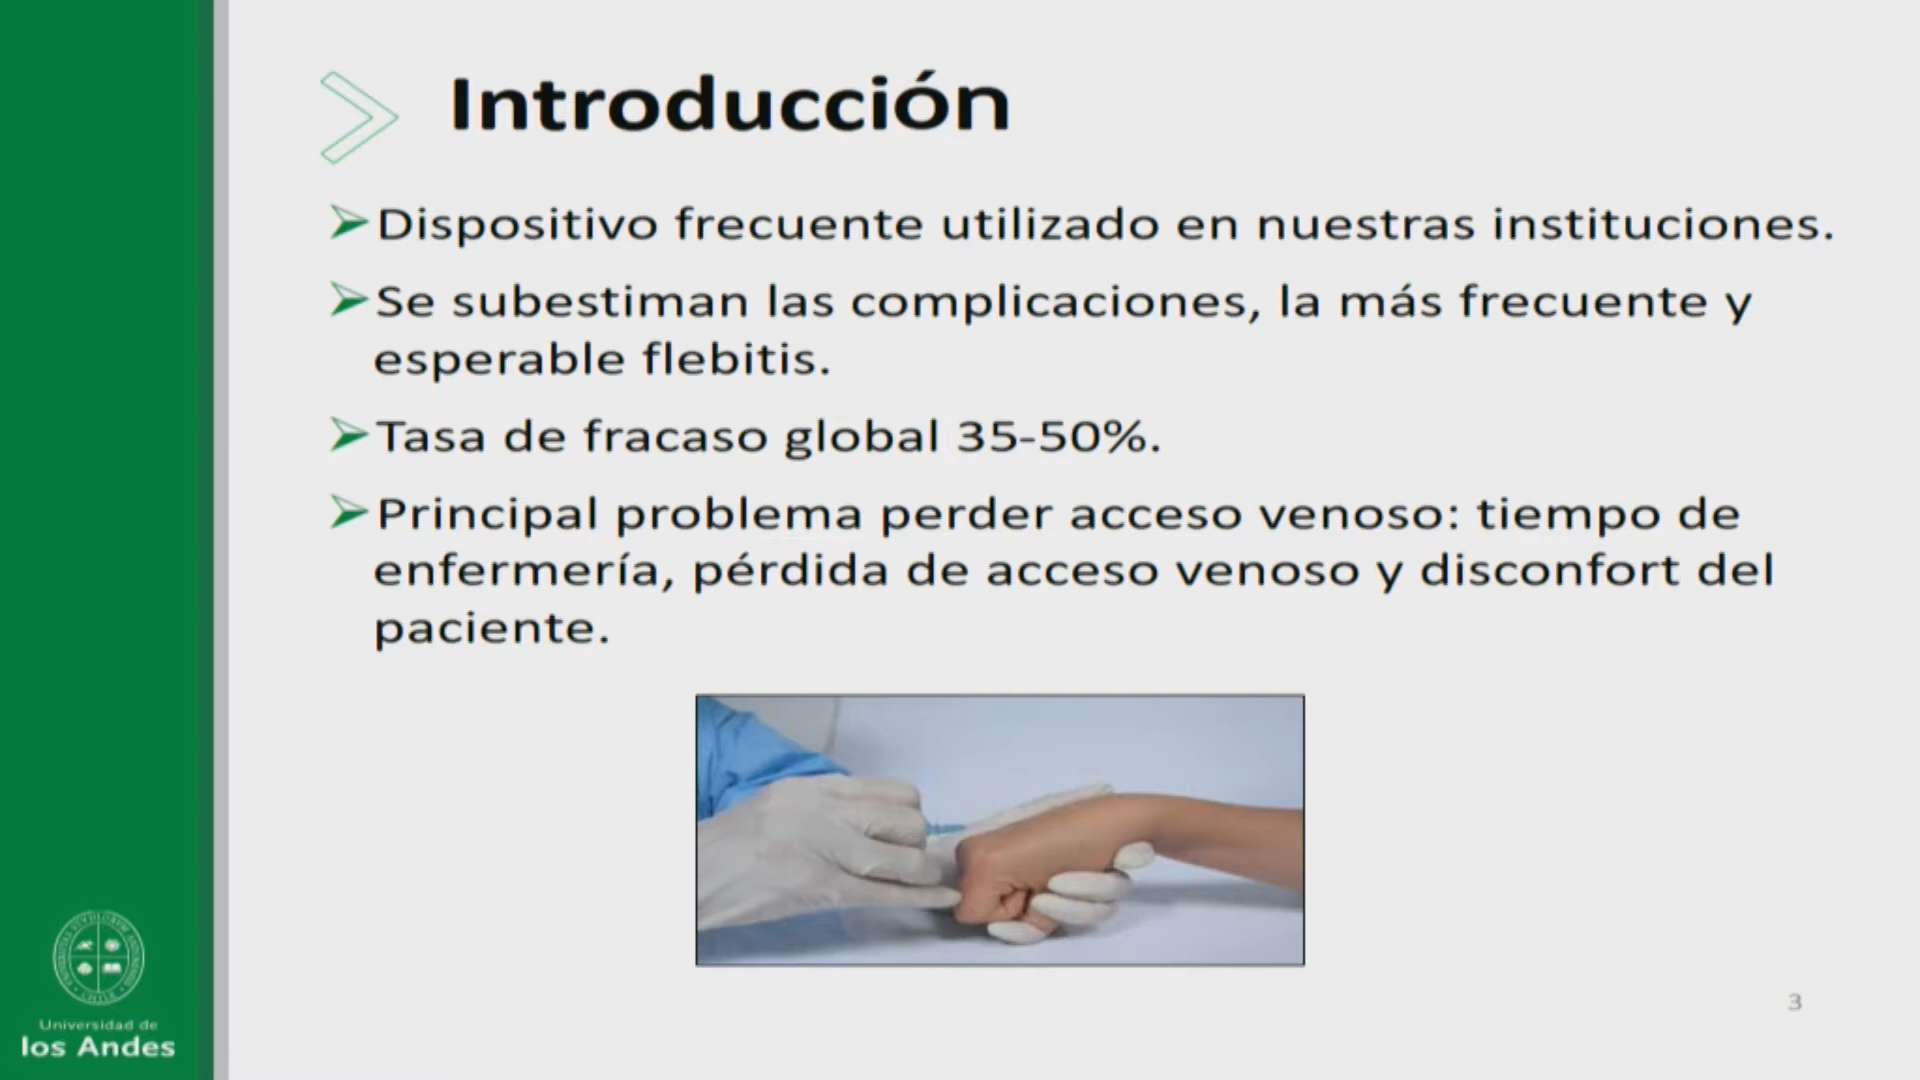 Introducción
Dispositivo frecuente utilizado en nuestras instituciones.
Se subestiman las complicaciones, la más frecuente y
esperable flebitis.
Tasa de fracaso global 35-50%.
Principal problema perder acceso venoso: tiempo de
enfermería, pérdida de acceso venoso y disconfort del
paciente.
3
Universidad de
los Andes